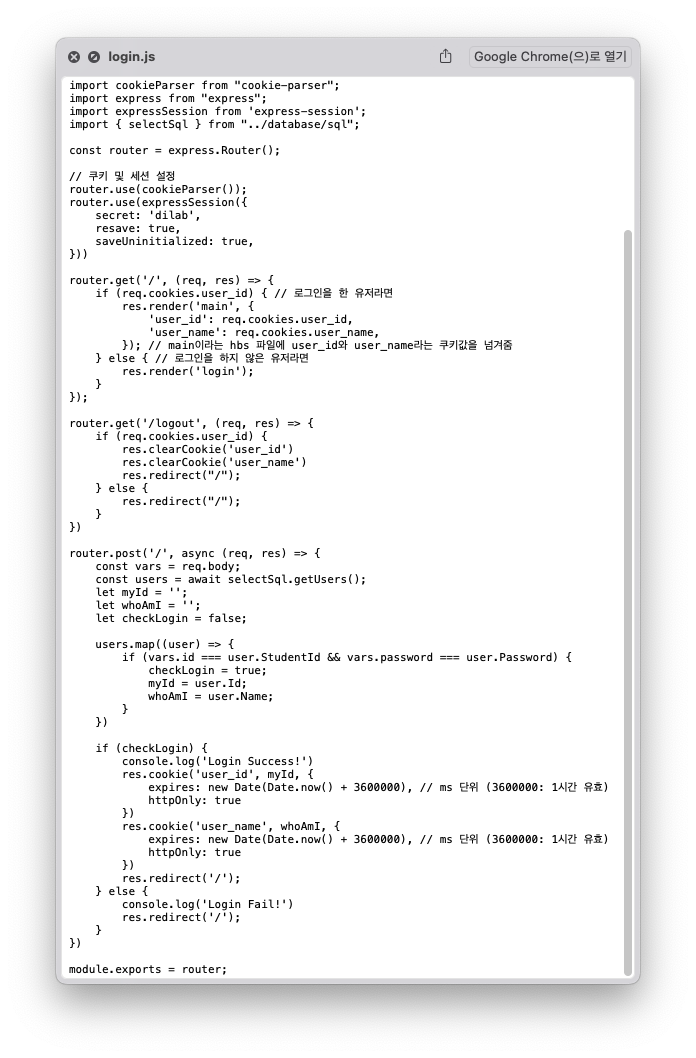 login.js
Google Chrome(으)로 열기
import cookieParser from "cookie-parser";
import express from "express";
import expressSession from 'express-session';
import { selectSql } from "../database/sql";

const router = express.Router();

// 쿠키 및 세션 설정
router.use(cookieParser());
router.use(expressSession({
    secret: 'dilab',
    resave: true,
    saveUninitialized: true,
}))

router.get('/', (req, res) => {
    if (req.cookies.user_id) { // 로그인을 한 유저라면
        res.render('main', {
            'user_id': req.cookies.user_id,
            'user_name': req.cookies.user_name,
        }); // main이라는 hbs 파일에 user_id와 user_name라는 쿠키값을 넘겨줌
    } else { // 로그인을 하지 않은 유저라면
        res.render('login');
    }
});

router.get('/logout', (req, res) => {
    if (req.cookies.user_id) {
        res.clearCookie('user_id')
        res.clearCookie('user_name')
        res.redirect("/");
    } else {
        res.redirect("/");
    }
})

router.post('/', async (req, res) => {
    const vars = req.body;
    const users = await selectSql.getUsers();
    let myId = '';
    let whoAmI = '';
    let checkLogin = false;

    users.map((user) => {
        if (vars.id === user.StudentId && vars.password === user.Password) {
            checkLogin = true;
            myId = user.Id;
            whoAmI = user.Name;
        }
    })

    if (checkLogin) {
        console.log('Login Success!')
        res.cookie('user_id', myId, {
            expires: new Date(Date.now() + 3600000), // ms 단위 (3600000: 1시간 유효)
            httpOnly: true
        })
        res.cookie('user_name', whoAmI, {
            expires: new Date(Date.now() + 3600000), // ms 단위 (3600000: 1시간 유효)
            httpOnly: true
        })
        res.redirect('/');
    } else {
        console.log('Login Fail!')
        res.redirect('/');
    }
})

module.exports = router;